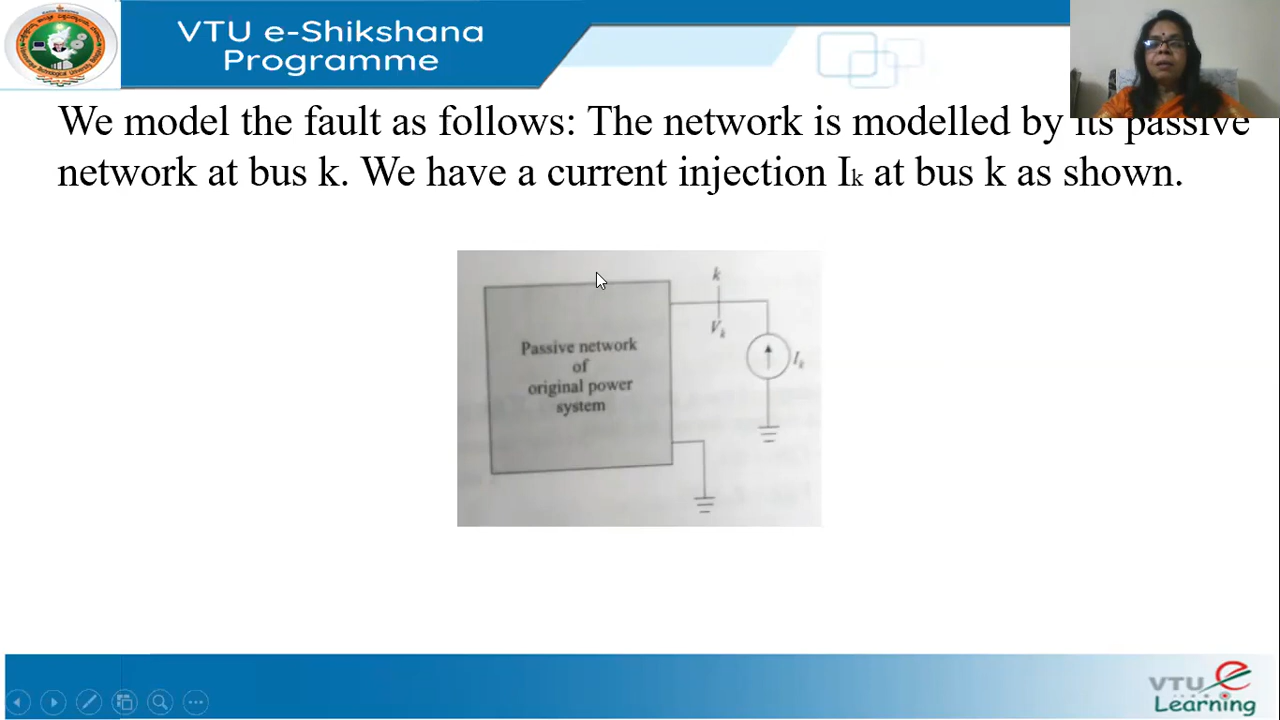 VTU e-Shikshana
Programme
We model the fault as follows: The network is modelled by its passive
network at bus k. We have a current injection Ik at bus k as shown.
k
Passive network
of
original power
system
Vk
Ik
VTU
Learning